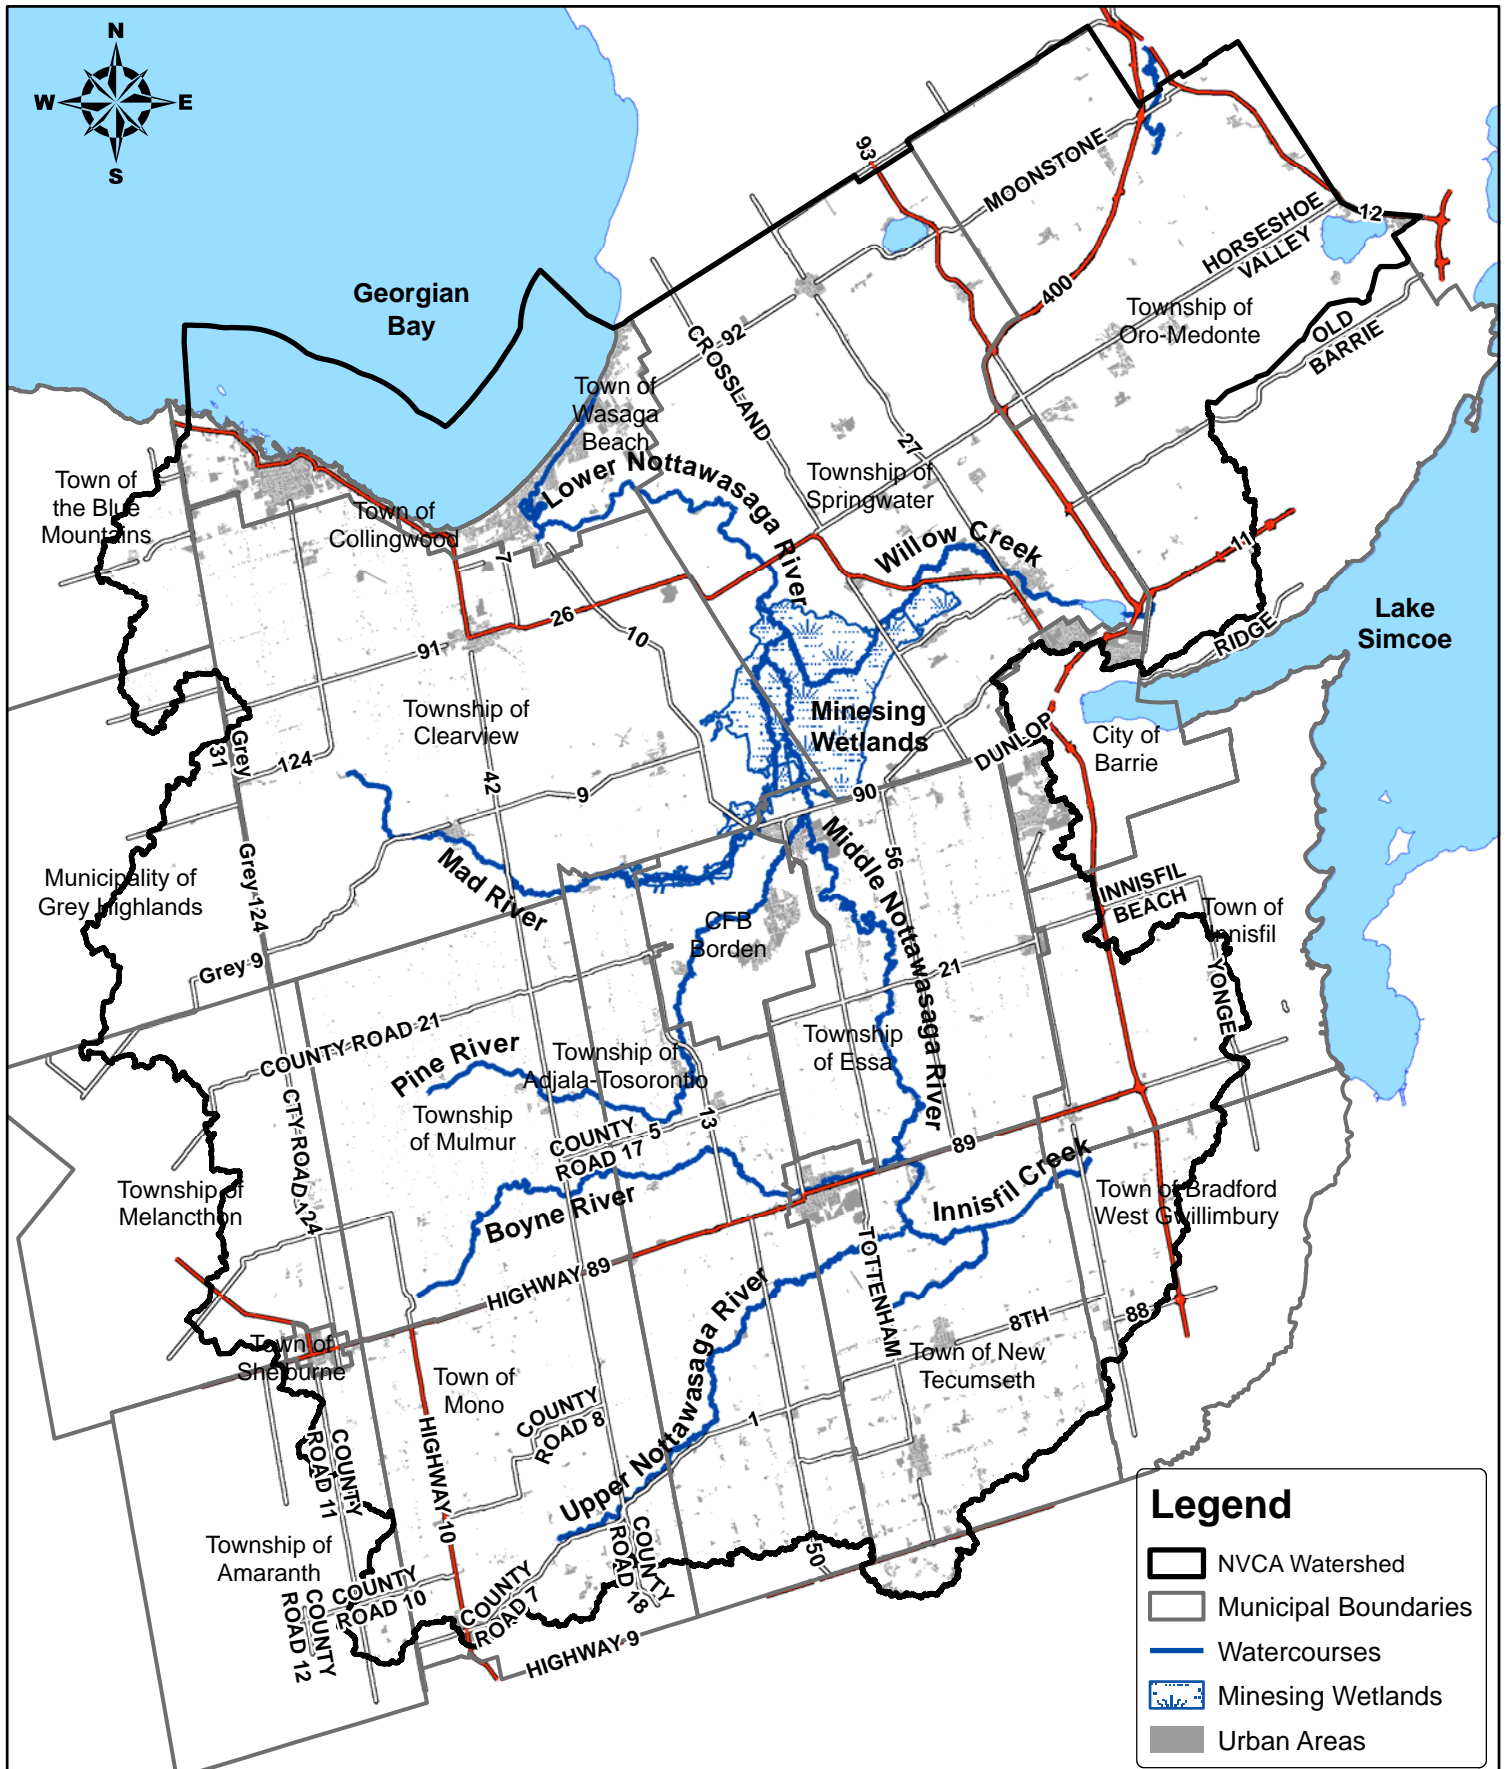 N
W
E
S
Georgian
Bay
93
MOONSTONE
HORSESHOE
VALLEY
12
400
Township of
Oro-Medonte
OLD
BARRIE
92
CROSSLAND
27
Town of
Wasaga
Beach
Lower Nottawasaga River
Township of
Springwater
Willow Creek
11
Town of
the Blue
Mountains
Town of
Collingwood
7
26
10
91
Lake
Simcoe
RIDGE
Township of
Clearview
Minesing
Wetlands
DUNLOP
City of
Barrie
Grey
31
124
42
9
90
56
Mad River
Middle Nottawasaga River
Municipality of
Grey Highlands
Grey 124
Grey 9
CFB
Borden
INNISFIL
BEACH
Town of
Innisfil
YONGE
21
COUNTY ROAD 21
Pine River
Township of
Adjala-Tosorontio
Township
of Essa
Township
of Mulmur
CTY ROAD 124
COUNTY
ROAD 17
5
13
89
Township of
Melancthon
Boyne River
Innisfil Creek
Town of Bradford
West Gwillimbury
HIGHWAY 89
TOTTENHAM
8TH
88
Town of
Shelburne
Town of
Mono
Upper Nottawasaga River
Town of New
Tecumseth
COUNTY
ROAD 8
1
HIGHWAY 10
COUNTY
ROAD 11
Township of
Amaranth
COUNTY
ROAD 10
COUNTY
ROAD 12
COUNTY
ROAD 7
COUNTY
ROAD 18
50
HIGHWAY 9
Legend
NVCA Watershed
Municipal Boundaries
Watercourses
Minesing Wetlands
Urban Areas